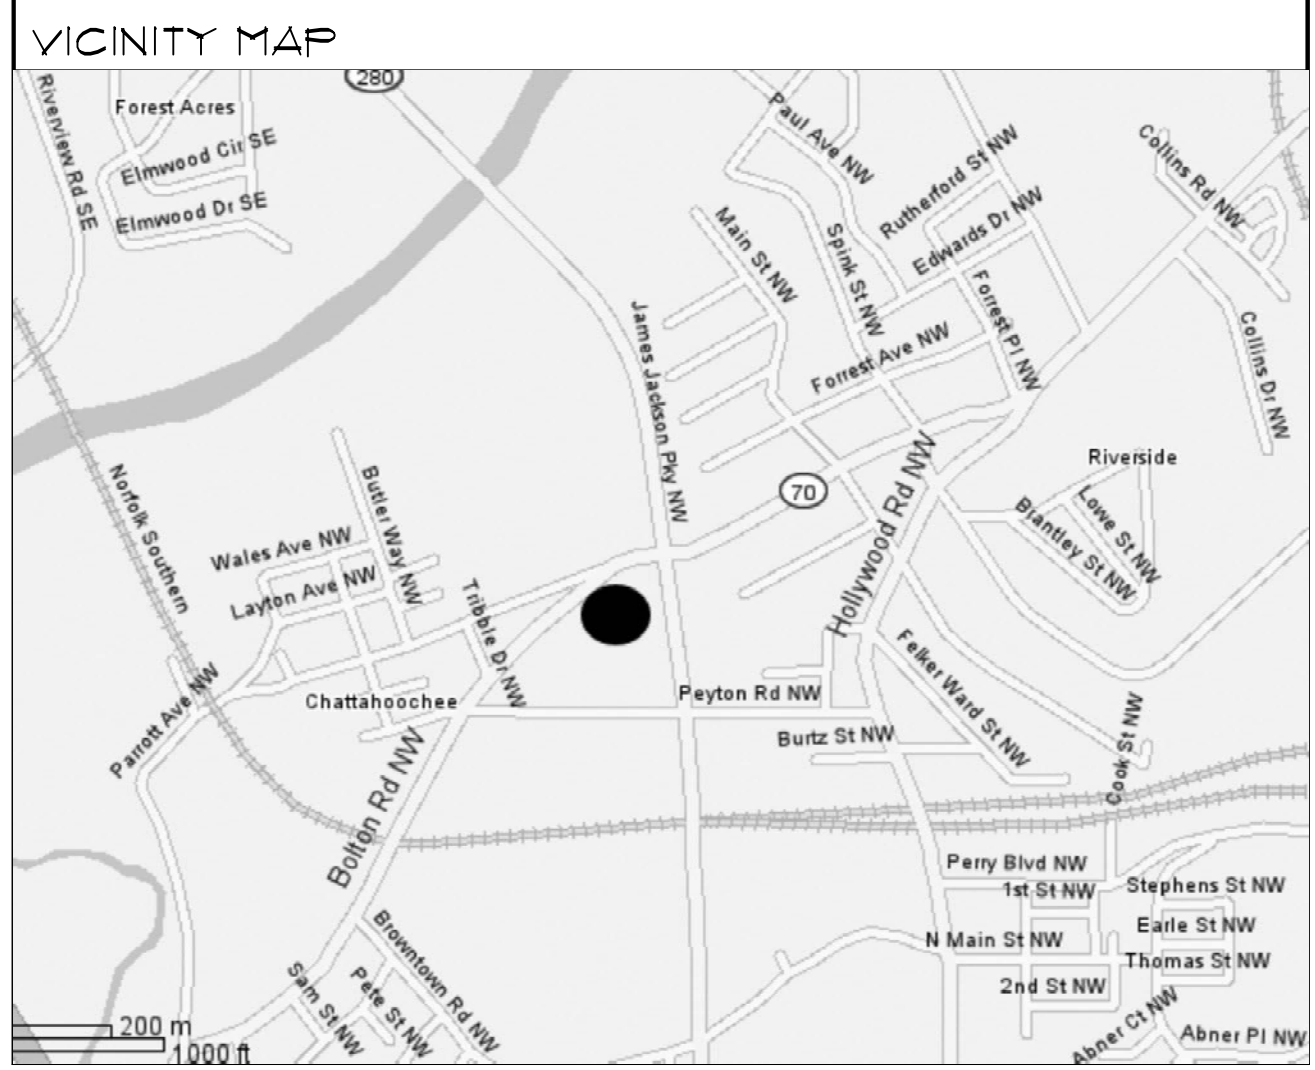 VICINITY MAP
280
Riverview Rd SE
Forest Acres
Elmwood Cir SE
Elmwood Dr SE
Paul Ave NW
Rutherford St NW
Collins Rd NW
Edwards Dr NW
Main St NW
Spink St NW
Forrest Pl NW
James Jackson Pky NW
Forrest Ave NW
Collins Dr NW
Hollywood Rd NW
Riverside
Norfolk Southern
Butler Way NW
70
Lowe St NW
Brantley St NW
Wales Ave NW
Layton Ave NW
Tribble Dr NW
Felker Ward St NW
Parrott Ave NW
Chattahoochee
Peyton Rd NW
Cook St NW
Burtz St NW
Bolton Rd NW
Perry Blvd NW
1st St NW
Stephens St NW
Browntown Rd NW
Earle St NW
N Main St NW
Thomas St NW
Sam St NW
Pete St NW
2nd St NW
Abner Ct NW
Abner Pl NW
200 m
1000 ft